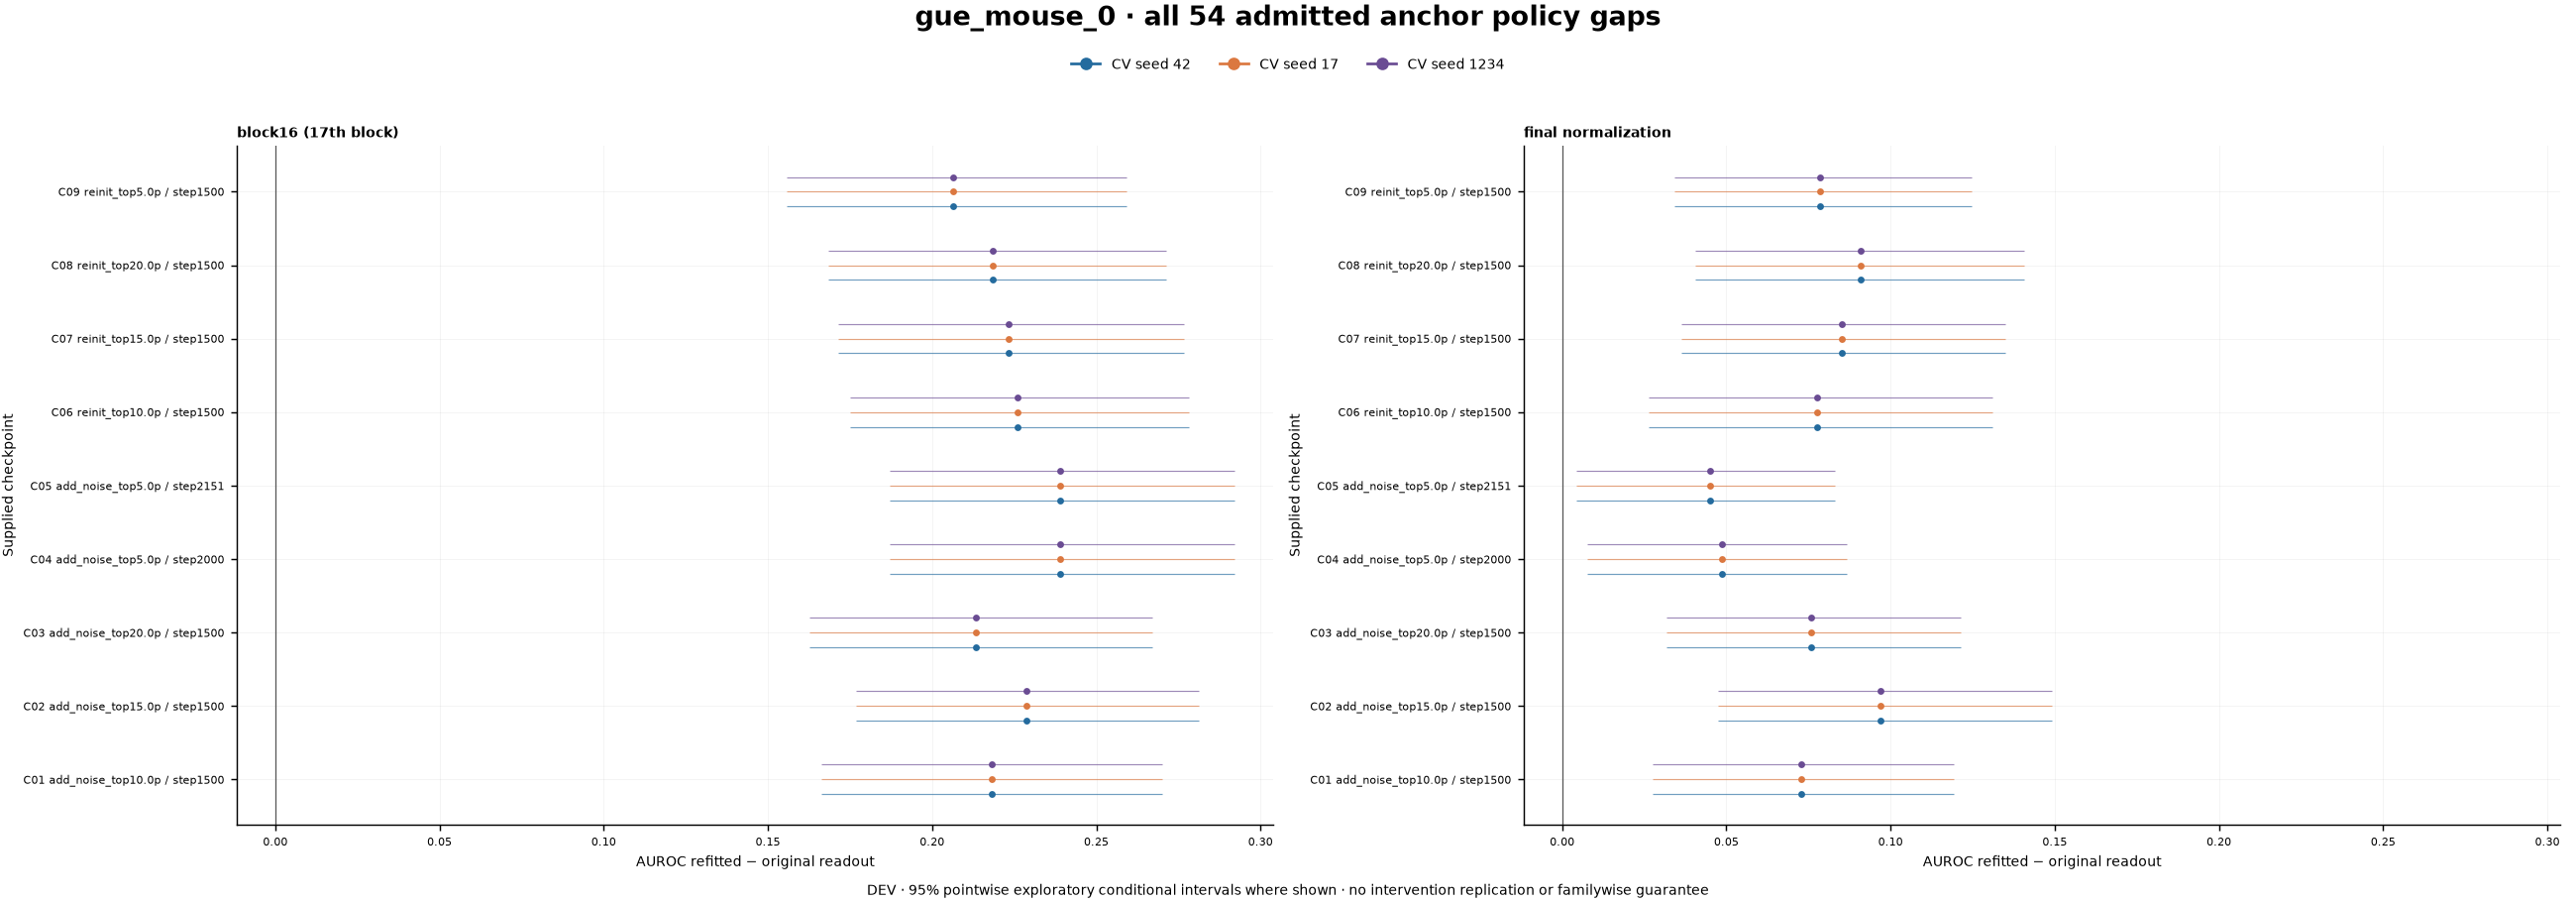 gue_mouse_0 · all 54 admitted anchor policy gaps
CV seed 42
CV seed 17
CV seed 1234
block16 (17th block)
Supplied checkpoint
C09 reinit_top5.0p / step1500
C08 reinit_top20.0p / step1500
C07 reinit_top15.0p / step1500
C06 reinit_top10.0p / step1500
C05 add_noise_top5.0p / step2151
C04 add_noise_top5.0p / step2000
C03 add_noise_top20.0p / step1500
C02 add_noise_top15.0p / step1500
C01 add_noise_top10.0p / step1500
0.00 0.05 0.10 0.15 0.20 0.25 0.30
AUROC refitted − original readout
final normalization
Supplied checkpoint
C09 reinit_top5.0p / step1500
C08 reinit_top20.0p / step1500
C07 reinit_top15.0p / step1500
C06 reinit_top10.0p / step1500
C05 add_noise_top5.0p / step2151
C04 add_noise_top5.0p / step2000
C03 add_noise_top20.0p / step1500
C02 add_noise_top15.0p / step1500
C01 add_noise_top10.0p / step1500
0.00 0.05 0.10 0.15 0.20 0.25 0.30
AUROC refitted − original readout
DEV · 95% pointwise exploratory conditional intervals where shown · no intervention replication or familywise guarantee